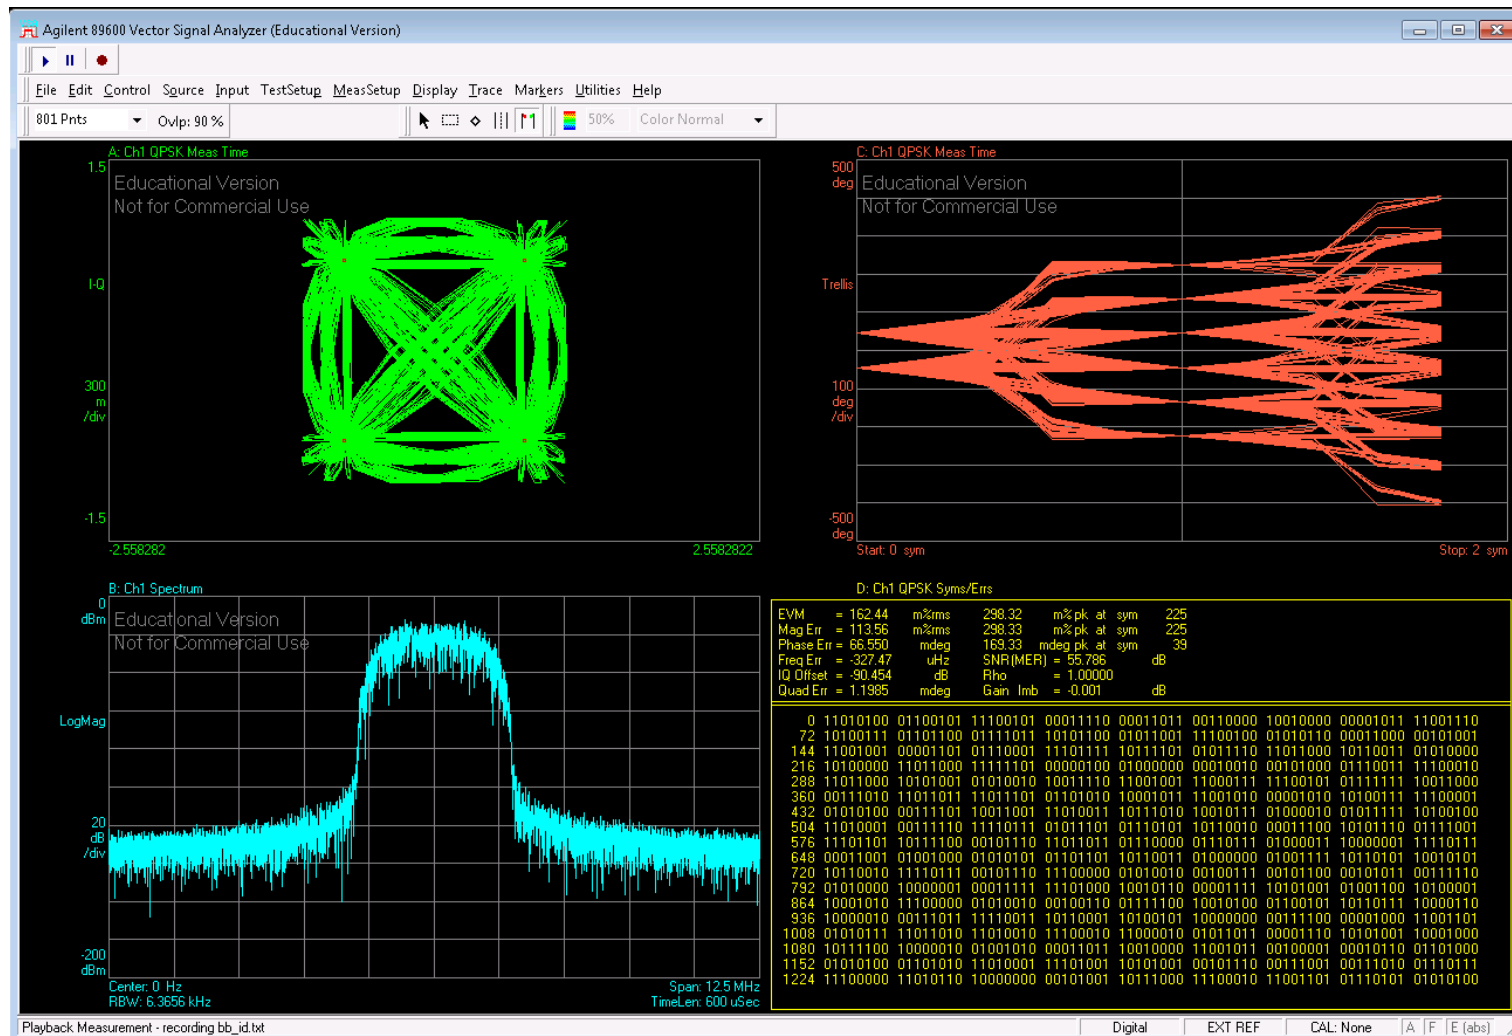 Agilent 89600 Vector Signal Analyzer (Educational Version)
File Edit Control Source Input TestSetup MeasSetup Display Trace Markers Utilities Help
801 Pnts Ovlp: 90 % 50% Color Normal
A: Ch1 QPSK Meas Time
1.5
Educational Version
Not for Commercial Use
I-Q
300
m
/div
-1.5
-2.558282 2.5582822
C: Ch1 QPSK Meas Time
500
deg
Educational Version
Not for Commercial Use
Trellis
100
deg
/div
-500
deg
Start: 0 sym Stop: 2 sym
B: Ch1 Spectrum
0
dBm
Educational Version
Not for Commercial Use
LogMag
20
dB
/div
-200
dBm
Center: 0 Hz Span: 12.5 MHz
RBW: 6.3656 kHz TimeLen: 600 uSec
D: Ch1 QPSK Syms/Errs
EVM = 162.44 m%rms 298.32 m% pk at sym 225
Mag Err = 113.56 m%rms 298.33 m% pk at sym 225
Phase Err = 66.550 mdeg 169.33 mdeg pk at sym 39
Freq Err = -327.47 uHz SNR(MER) = 55.786 dB
IQ Offset = -90.454 dB Rho = 1.00000
Quad Err = 1.1985 mdeg Gain Imb = -0.001 dB
0 11010100 01100101 11100101 00011110 00011011 00110000 10010000 00001011 11001110
72 10100111 01101100 01111011 10101100 01011001 11100100 01010110 00011000 00101001
144 11001001 00001101 01110001 11101111 10111101 01011110 11011000 10110011 01010000
216 10100000 11011000 11111101 00000100 01000000 00010010 00101000 01110011 11100010
288 11011000 10101001 01010010 10011110 11001001 11000111 11100101 01111111 10011000
360 00111010 11011011 11011101 01101010 10001011 11001010 00001010 10100111 11100001
432 01010100 00111101 10011001 11010011 10111010 10010111 01000010 01011111 10100100
504 11010001 00111110 11110111 01011101 01110101 10110010 00011100 10101110 01111001
576 11101101 10111100 00101110 11011011 01110000 01110111 01000011 10000001 11110111
648 00011001 01001000 01010101 01101101 10110011 01000000 01001111 10110110 10010101
720 10110010 11110111 00101110 11100000 01010010 00100111 00101100 00101011 00111110
792 01010000 10000001 00011111 11101000 10010110 00001111 10101001 01001100 10100001
864 10001010 11100000 01010010 00100110 01111100 10010100 01100101 10110111 10000110
936 10000010 00111011 11110011 10110001 10100101 10000000 00111100 00001000 11001101
1008 01010111 11011010 11010010 11100010 11000010 01011011 00001110 10101001 10001000
1080 10111100 10000010 01001010 00011011 10010000 11001011 00100001 00010110 01101000
1152 01010100 01101010 11010001 11101001 10101001 00101110 00111001 00111010 01110111
1224 11100000 11010110 10000000 00101001 10111010 01110110 11001101 01101101 01010100
Playback Measurement - recording bb_id.txt Digital EXT REF CAL: None A F E (abs)